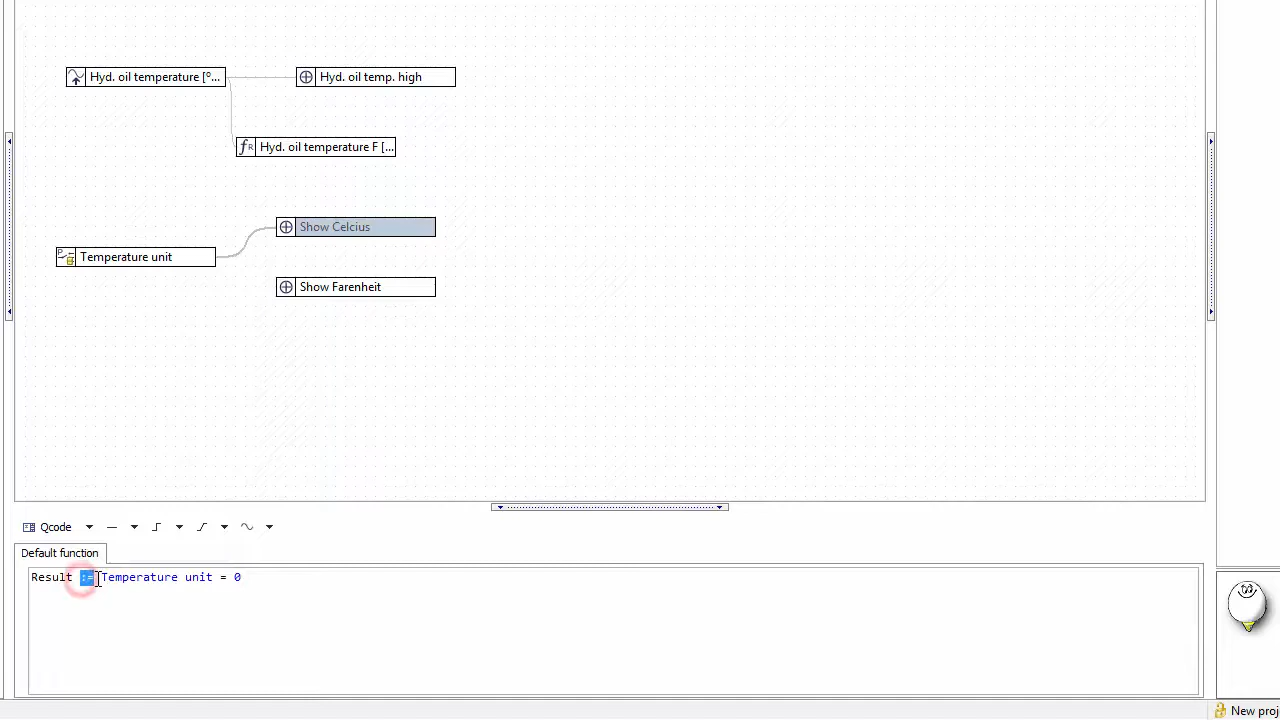 Hyd. oil temperature [°...
Hyd. oil temp. high
Hyd. oil temperature F [...
Show Celcius
Temperature unit
Show Farenheit
Qcode
Default function
Result := Temperature unit = 0
New proj